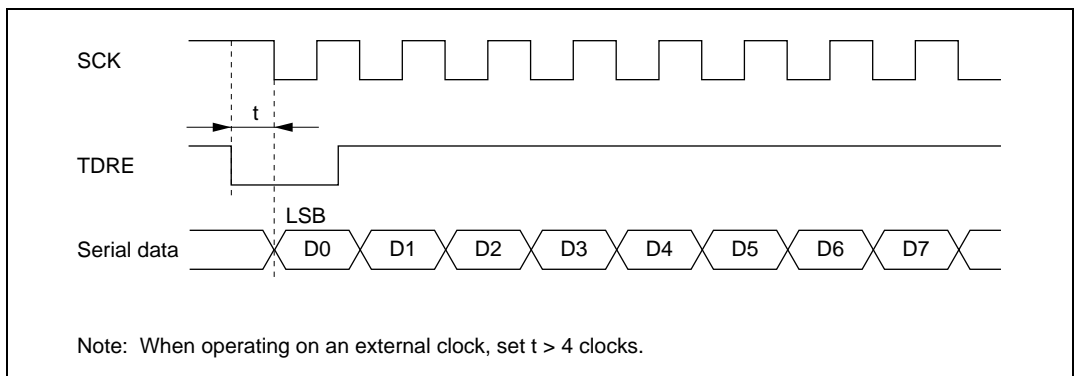 SCK
t
TDRE
LSB
Serial data D0 D1 D2 D3 D4 D5 D6 D7
Note: When operating on an external clock, set t > 4 clocks.